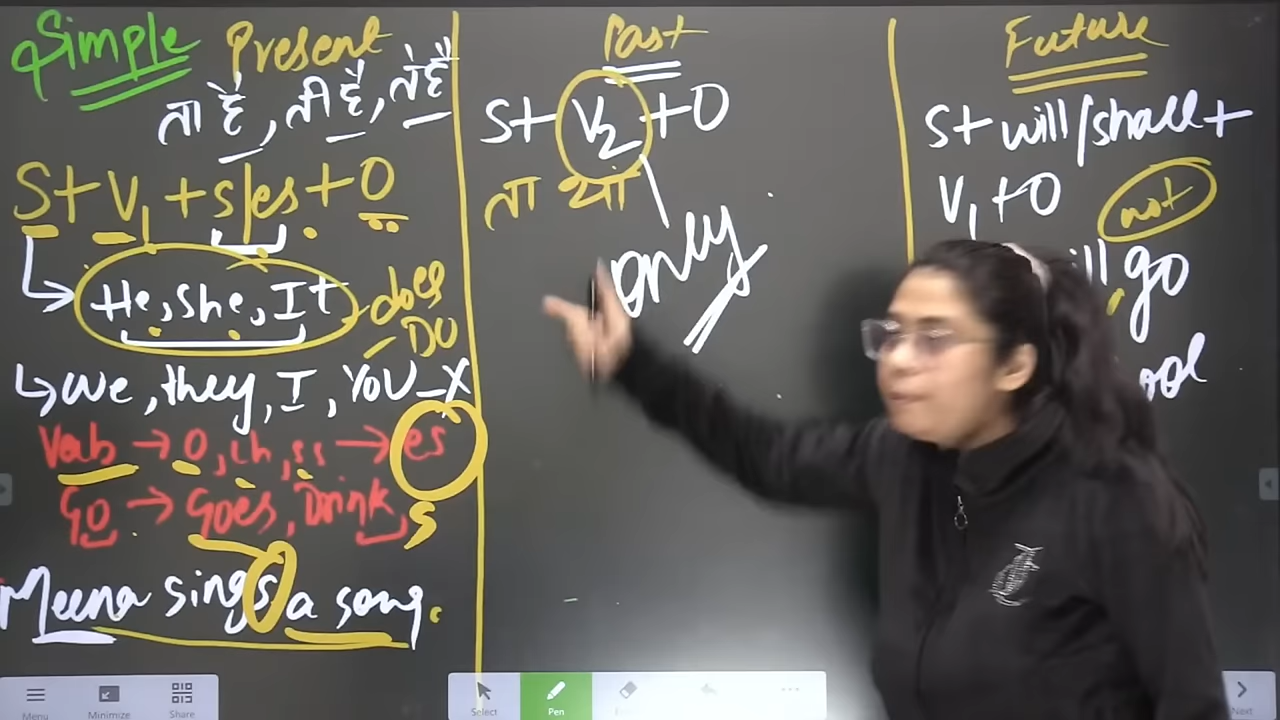 Simple Present
ता है, ती है, ते हैं
S + V1 + s/es + O
He, She, It does
DO
we, they, I, YOU - X
Verb → O, ch, ss → es
Go → Goes, Drink, S
Meena sings a song.
Past
S + V2 + O
ता था
only
Future
S + will/shall +
V1 + O
not
go
Menu
Minimize
Share
Select
Pen
Next